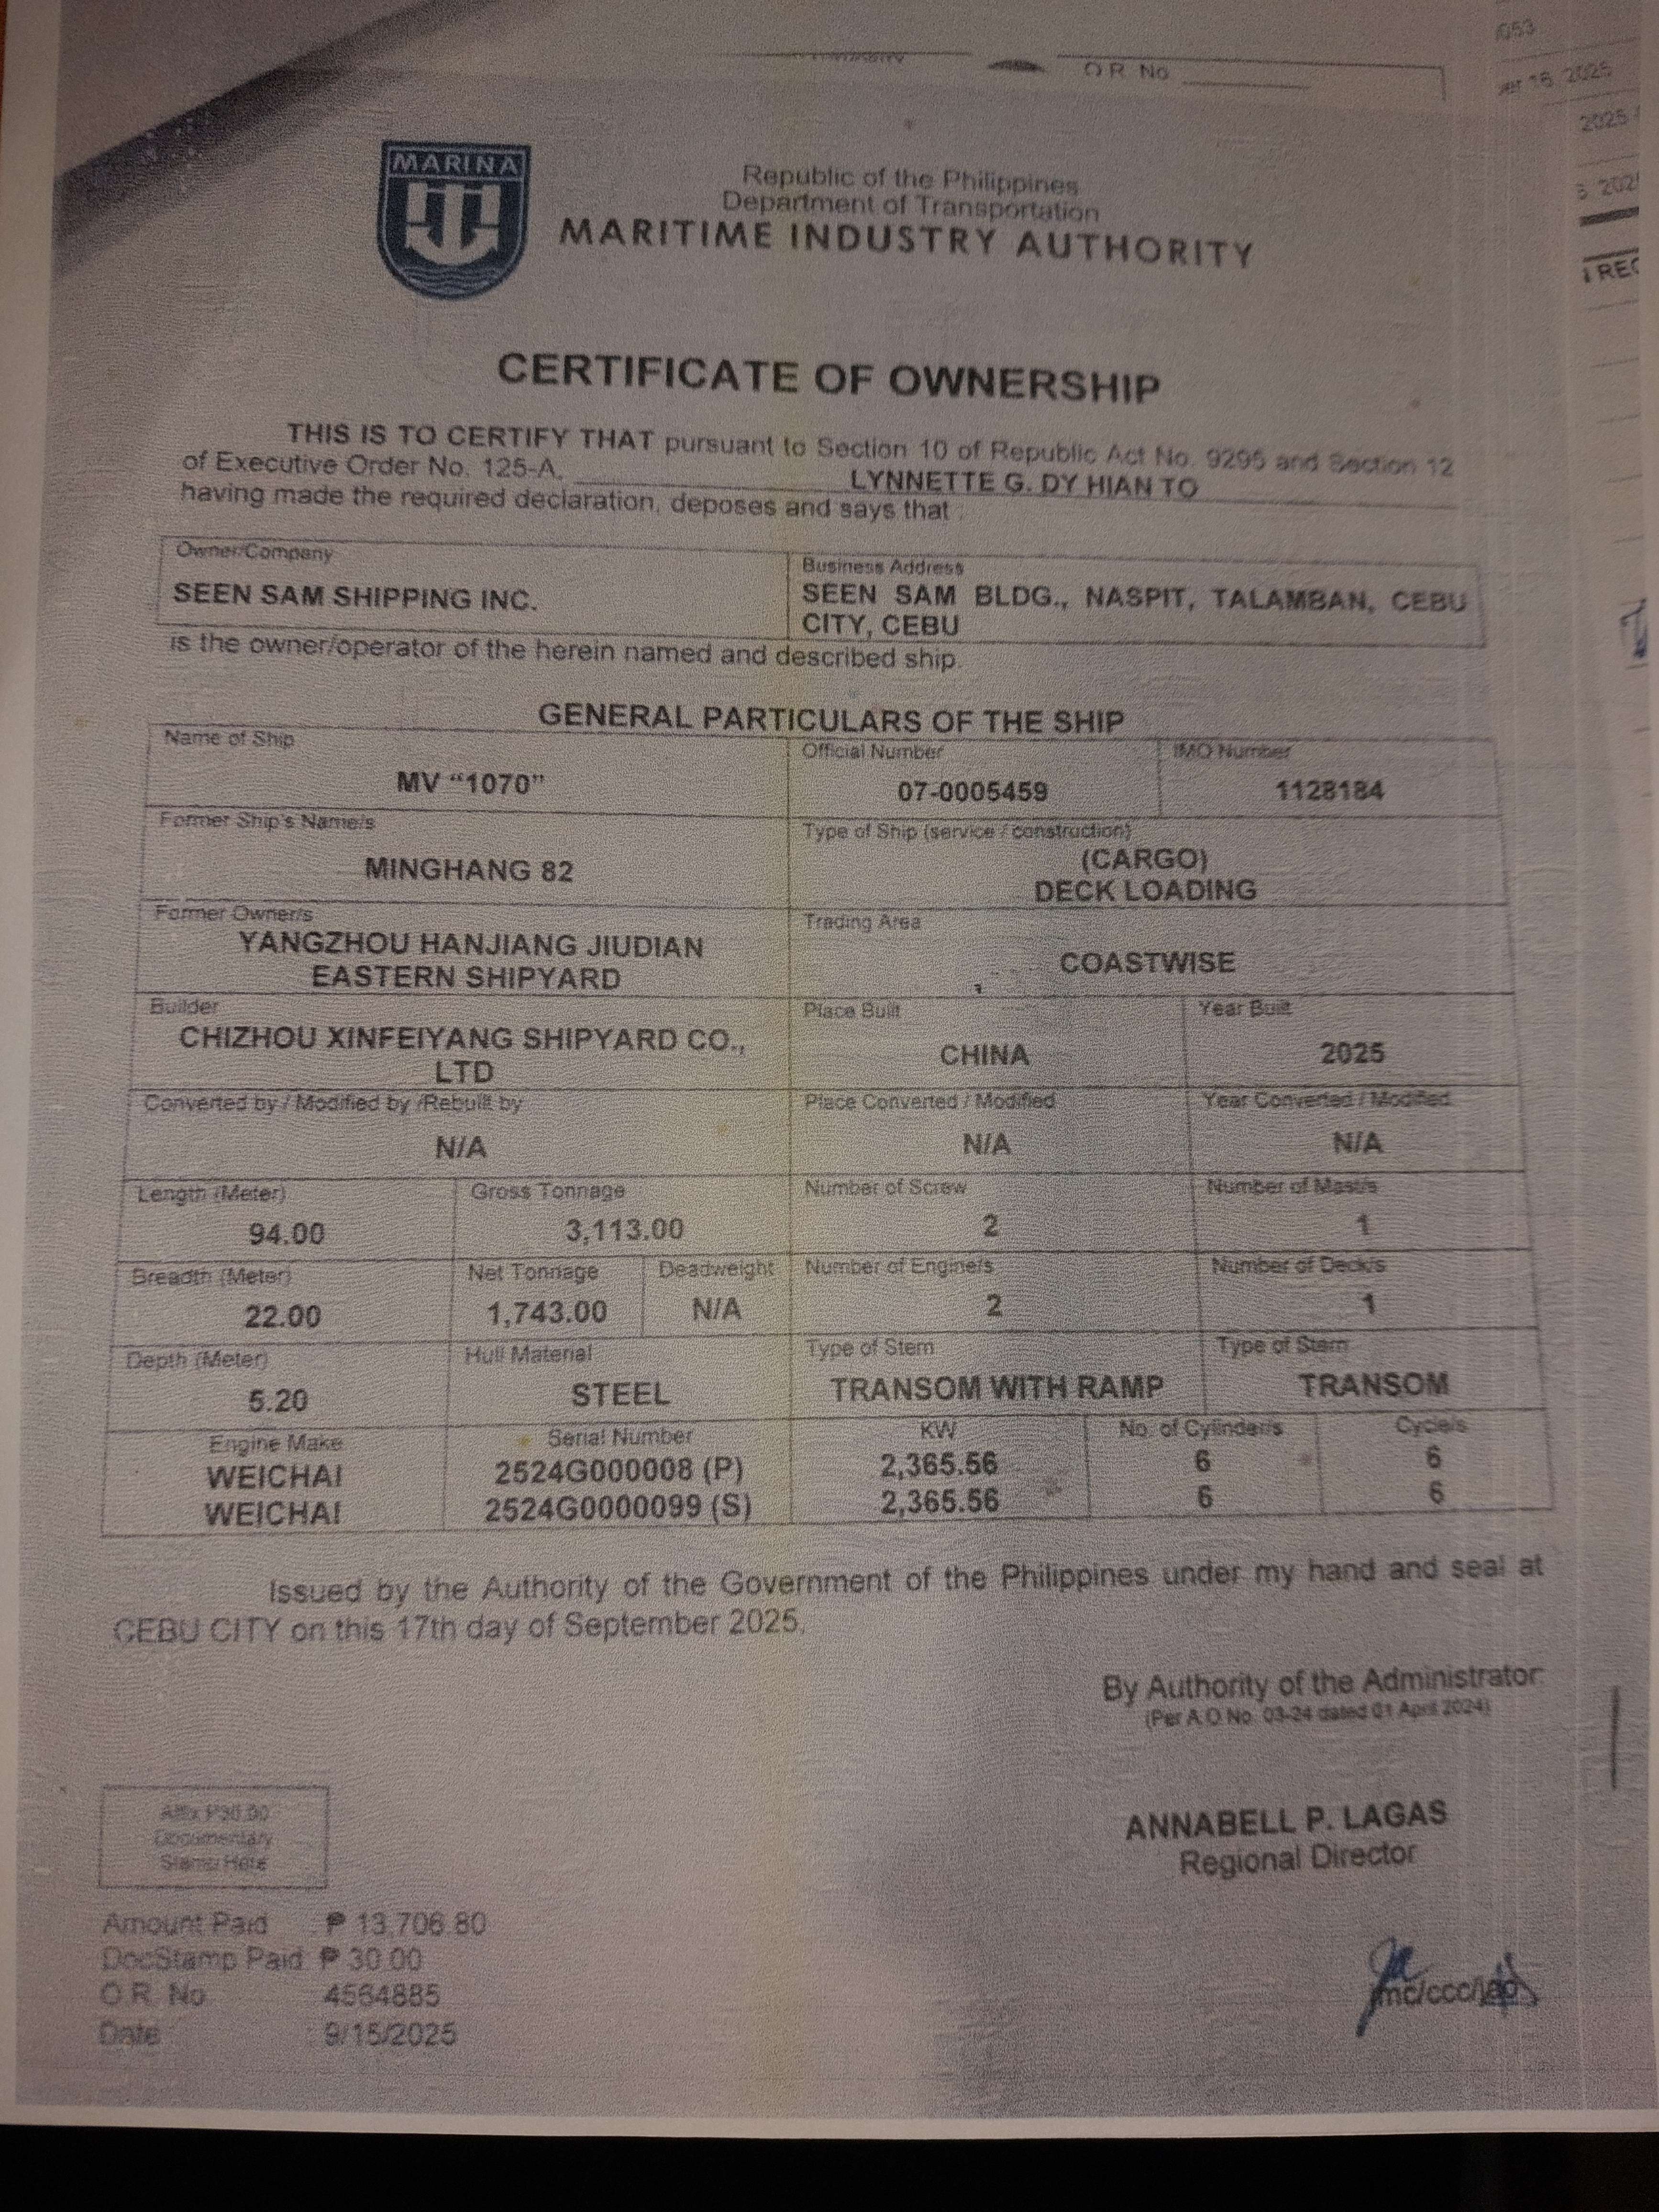 O.R. No.
053
16, 2025
2025
5, 202
REC
MARINA
Republic of the Philippines
Department of Transportation
MARITIME INDUSTRY AUTHORITY
CERTIFICATE OF OWNERSHIP
THIS IS TO CERTIFY THAT pursuant to Section 10 of Republic Act No. 9295 and Section 12
of Executive Order No. 125-A, LYNNETTE G. DY HIAN TO
having made the required declaration, deposes and says that :
Owner/Company
SEEN SAM SHIPPING INC.
Business Address
SEEN SAM BLDG., NASPIT, TALAMBAN, CEBU
CITY, CEBU
is the owner/operator of the herein named and described ship.
GENERAL PARTICULARS OF THE SHIP
Name of Ship
MV “1070”
Official Number
07-0005459
IMO Number
1128184
Former Ship's Name/s
MINGHANG 82
Type of Ship (service / construction)
(CARGO)
DECK LOADING
Former Owner/s
YANGZHOU HANJIANG JIUDIAN
EASTERN SHIPYARD
Trading Area
COASTWISE
Builder
CHIZHOU XINFEIYANG SHIPYARD CO.,
LTD
Place Built
CHINA
Year Built
2025
Converted by / Modified by /Rebuilt by
N/A
Place Converted / Modified
N/A
Year Converted / Modified
N/A
Length (Meter)
94.00
Gross Tonnage
3,113.00
Number of Screw
2
Number of Mast/s
1
Breadth (Meter)
22.00
Net Tonnage
1,743.00
Deadweight
N/A
Number of Engine/s
2
Number of Deck/s
1
Depth (Meter)
5.20
Hull Material
STEEL
Type of Stem
TRANSOM WITH RAMP
Type of Stern
TRANSOM
Engine Make Serial Number KW No. of Cylinder/s Cycle/s
WEICHAI 2524G000008 (P) 2,365.56 6 6
WEICHAI 2524G0000099 (S) 2,365.56 6 6
Issued by the Authority of the Government of the Philippines under my hand and seal at
CEBU CITY on this 17th day of September 2025.
By Authority of the Administrator:
(Per A.O No. 03-24 dated 01 April 2024)
ANNABELL P. LAGAS
Regional Director
Affix P30.00
Documentary
Stamp Here
Amount Paid : ₱ 13,706.80
DocStamp Paid: ₱ 30.00
O.R. No. : 4564885
Date : 9/15/2025